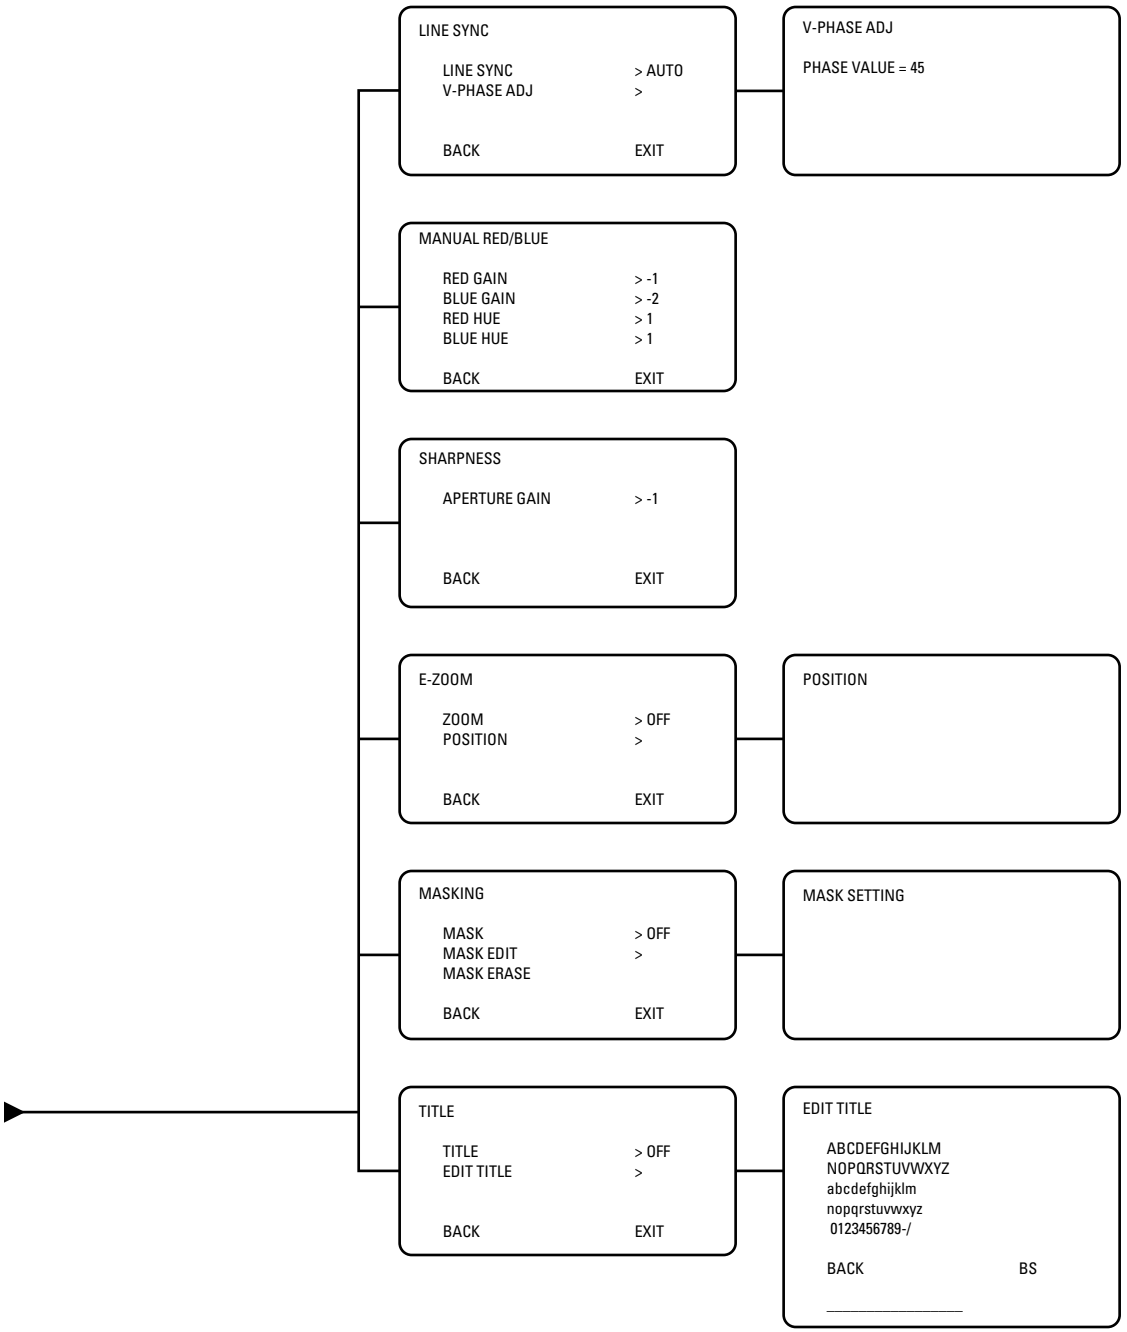 LINE SYNC
LINE SYNC > AUTO
V-PHASE ADJ >
BACK EXIT
V-PHASE ADJ
PHASE VALUE = 45
MANUAL RED/BLUE
RED GAIN > -1
BLUE GAIN > -2
RED HUE > 1
BLUE HUE > 1
BACK EXIT
SHARPNESS
APERTURE GAIN > -1
BACK EXIT
E-ZOOM
ZOOM > OFF
POSITION >
BACK EXIT
POSITION
MASKING
MASK > OFF
MASK EDIT >
MASK ERASE
BACK EXIT
MASK SETTING
TITLE
TITLE > OFF
EDIT TITLE >
BACK EXIT
EDIT TITLE
ABCDEFGHIJKLM
NOPQRSTUVWXYZ
abcdefghijklm
nopqrstuvwxyz
0123456789-/
BACK BS
_________________